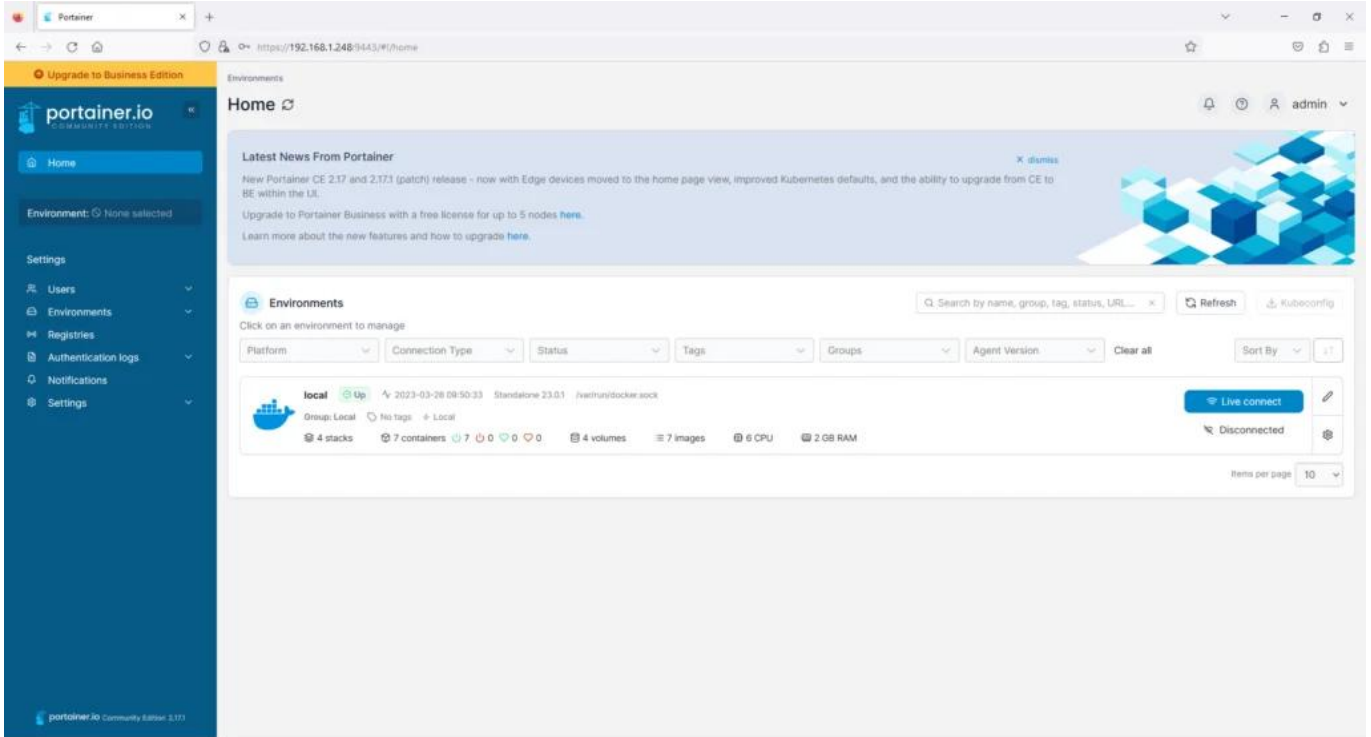 Portainer
https://192.168.1.248:9443/#!/home
Upgrade to Business Edition
portainer.io
COMMUNITY EDITION
Home
Environment: None selected
Settings
Users
Environments
Registries
Authentication logs
Notifications
Settings
portainer.io Community Edition 2.17.1
Environments
Home
admin
Latest News From Portainer
dismiss
New Portainer CE 2.17 and 2.17.1 (patch) release - now with Edge devices moved to the home page view, improved Kubernetes defaults, and the ability to upgrade from CE to
BE within the UI.
Upgrade to Portainer Business with a free license for up to 5 nodes here.
Learn more about the new features and how to upgrade here.
Environments
Search by name, group, tag, status, URL...
Refresh
Kubeconfig
Click on an environment to manage
Platform Connection Type Status Tags Groups Agent Version Clear all Sort By
local Up 2023-03-28 09:50:33 Standalone 23.0.1 /var/run/docker.sock
Group: Local No tags Local
4 stacks 7 containers 7 0 0 0 4 volumes 7 images 6 CPU 2 GB RAM
Live connect
Disconnected
Items per page 10